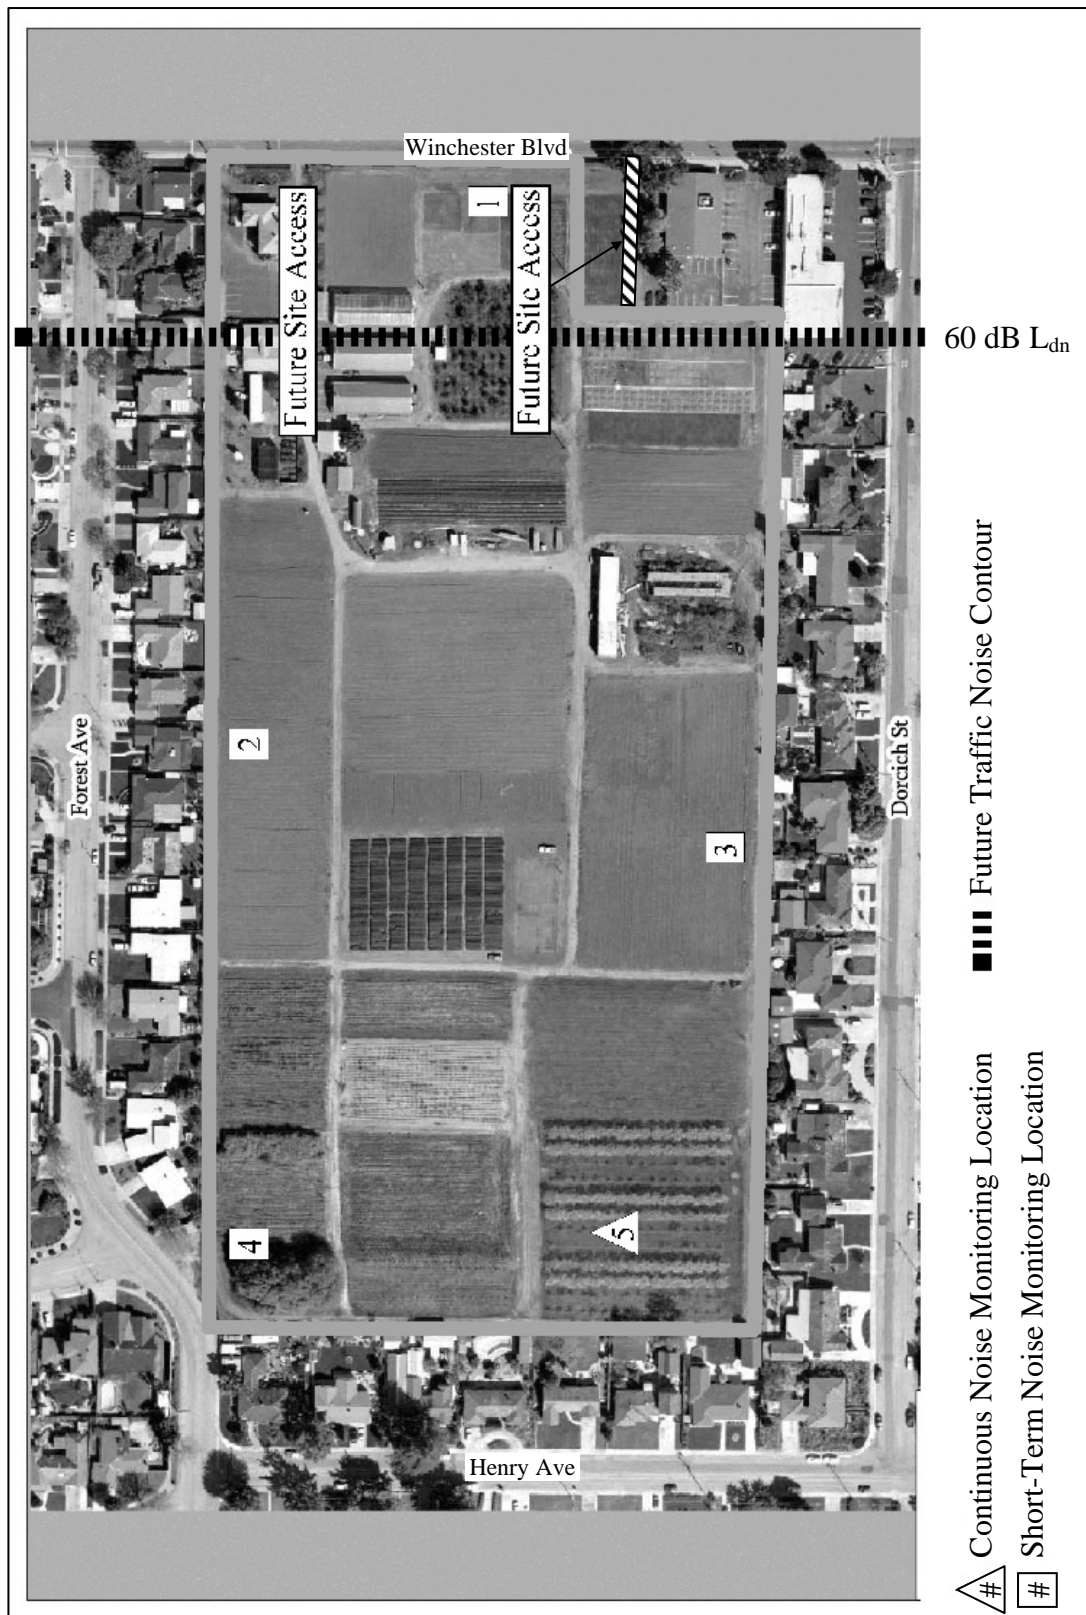 Winchester Blvd
1
Future Site Access
Future Site Access
60 dB Ldn
Forest Ave
2
3
Dorcich St
4
5
Henry Ave
# Continuous Noise Monitoring Location
# Short-Term Noise Monitoring Location
Future Traffic Noise Contour